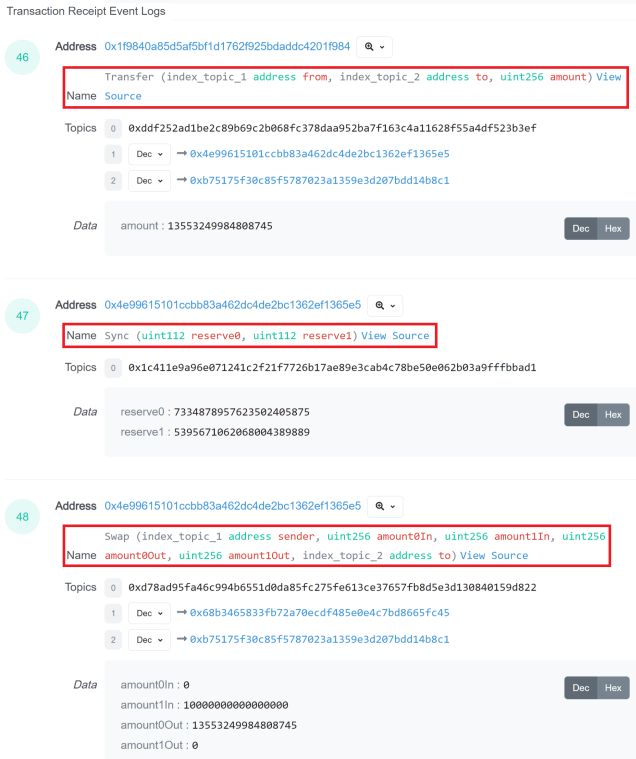 Transaction Receipt Event Logs
46
Address 0x1f9840a85d5af5bf1d1762f925bdaddc4201f984
Transfer (index_topic_1 address from, index_topic_2 address to, uint256 amount) View
Name Source
Topics 0 0xddf252ad1be2c89b69c2b068fc378daa952ba7f163c4a11628f55a4df523b3ef
1 Dec → 0x4e99615101ccbb83a462dc4de2bc1362ef1365e5
2 Dec → 0xb75175f30c85f5787023a1359e3d207bdd14b8c1
Data amount : 13553249984808745 Dec Hex
47
Address 0x4e99615101ccbb83a462dc4de2bc1362ef1365e5
Name Sync (uint112 reserve0, uint112 reserve1) View Source
Topics 0 0x1c411e9a96e071241c2f21f7726b17ae89e3cab4c78be50e062b03a9fffbbad1
Data reserve0 : 7334878957623502405875 Dec Hex
reserve1 : 5395671062068004389889
48
Address 0x4e99615101ccbb83a462dc4de2bc1362ef1365e5
Swap (index_topic_1 address sender, uint256 amount0In, uint256 amount1In, uint256
Name amount0Out, uint256 amount1Out, index_topic_2 address to) View Source
Topics 0 0xd78ad95fa46c994b6551d0da85fc275fe613ce37657fb8d5e3d130840159d822
1 Dec → 0x68b3465833fb72a70ecdf485e0e4c7bd8665fc45
2 Dec → 0xb75175f30c85f5787023a1359e3d207bdd14b8c1
Data amount0In : 0 Dec Hex
amount1In : 10000000000000000
amount0Out : 13553249984808745
amount1Out : 0